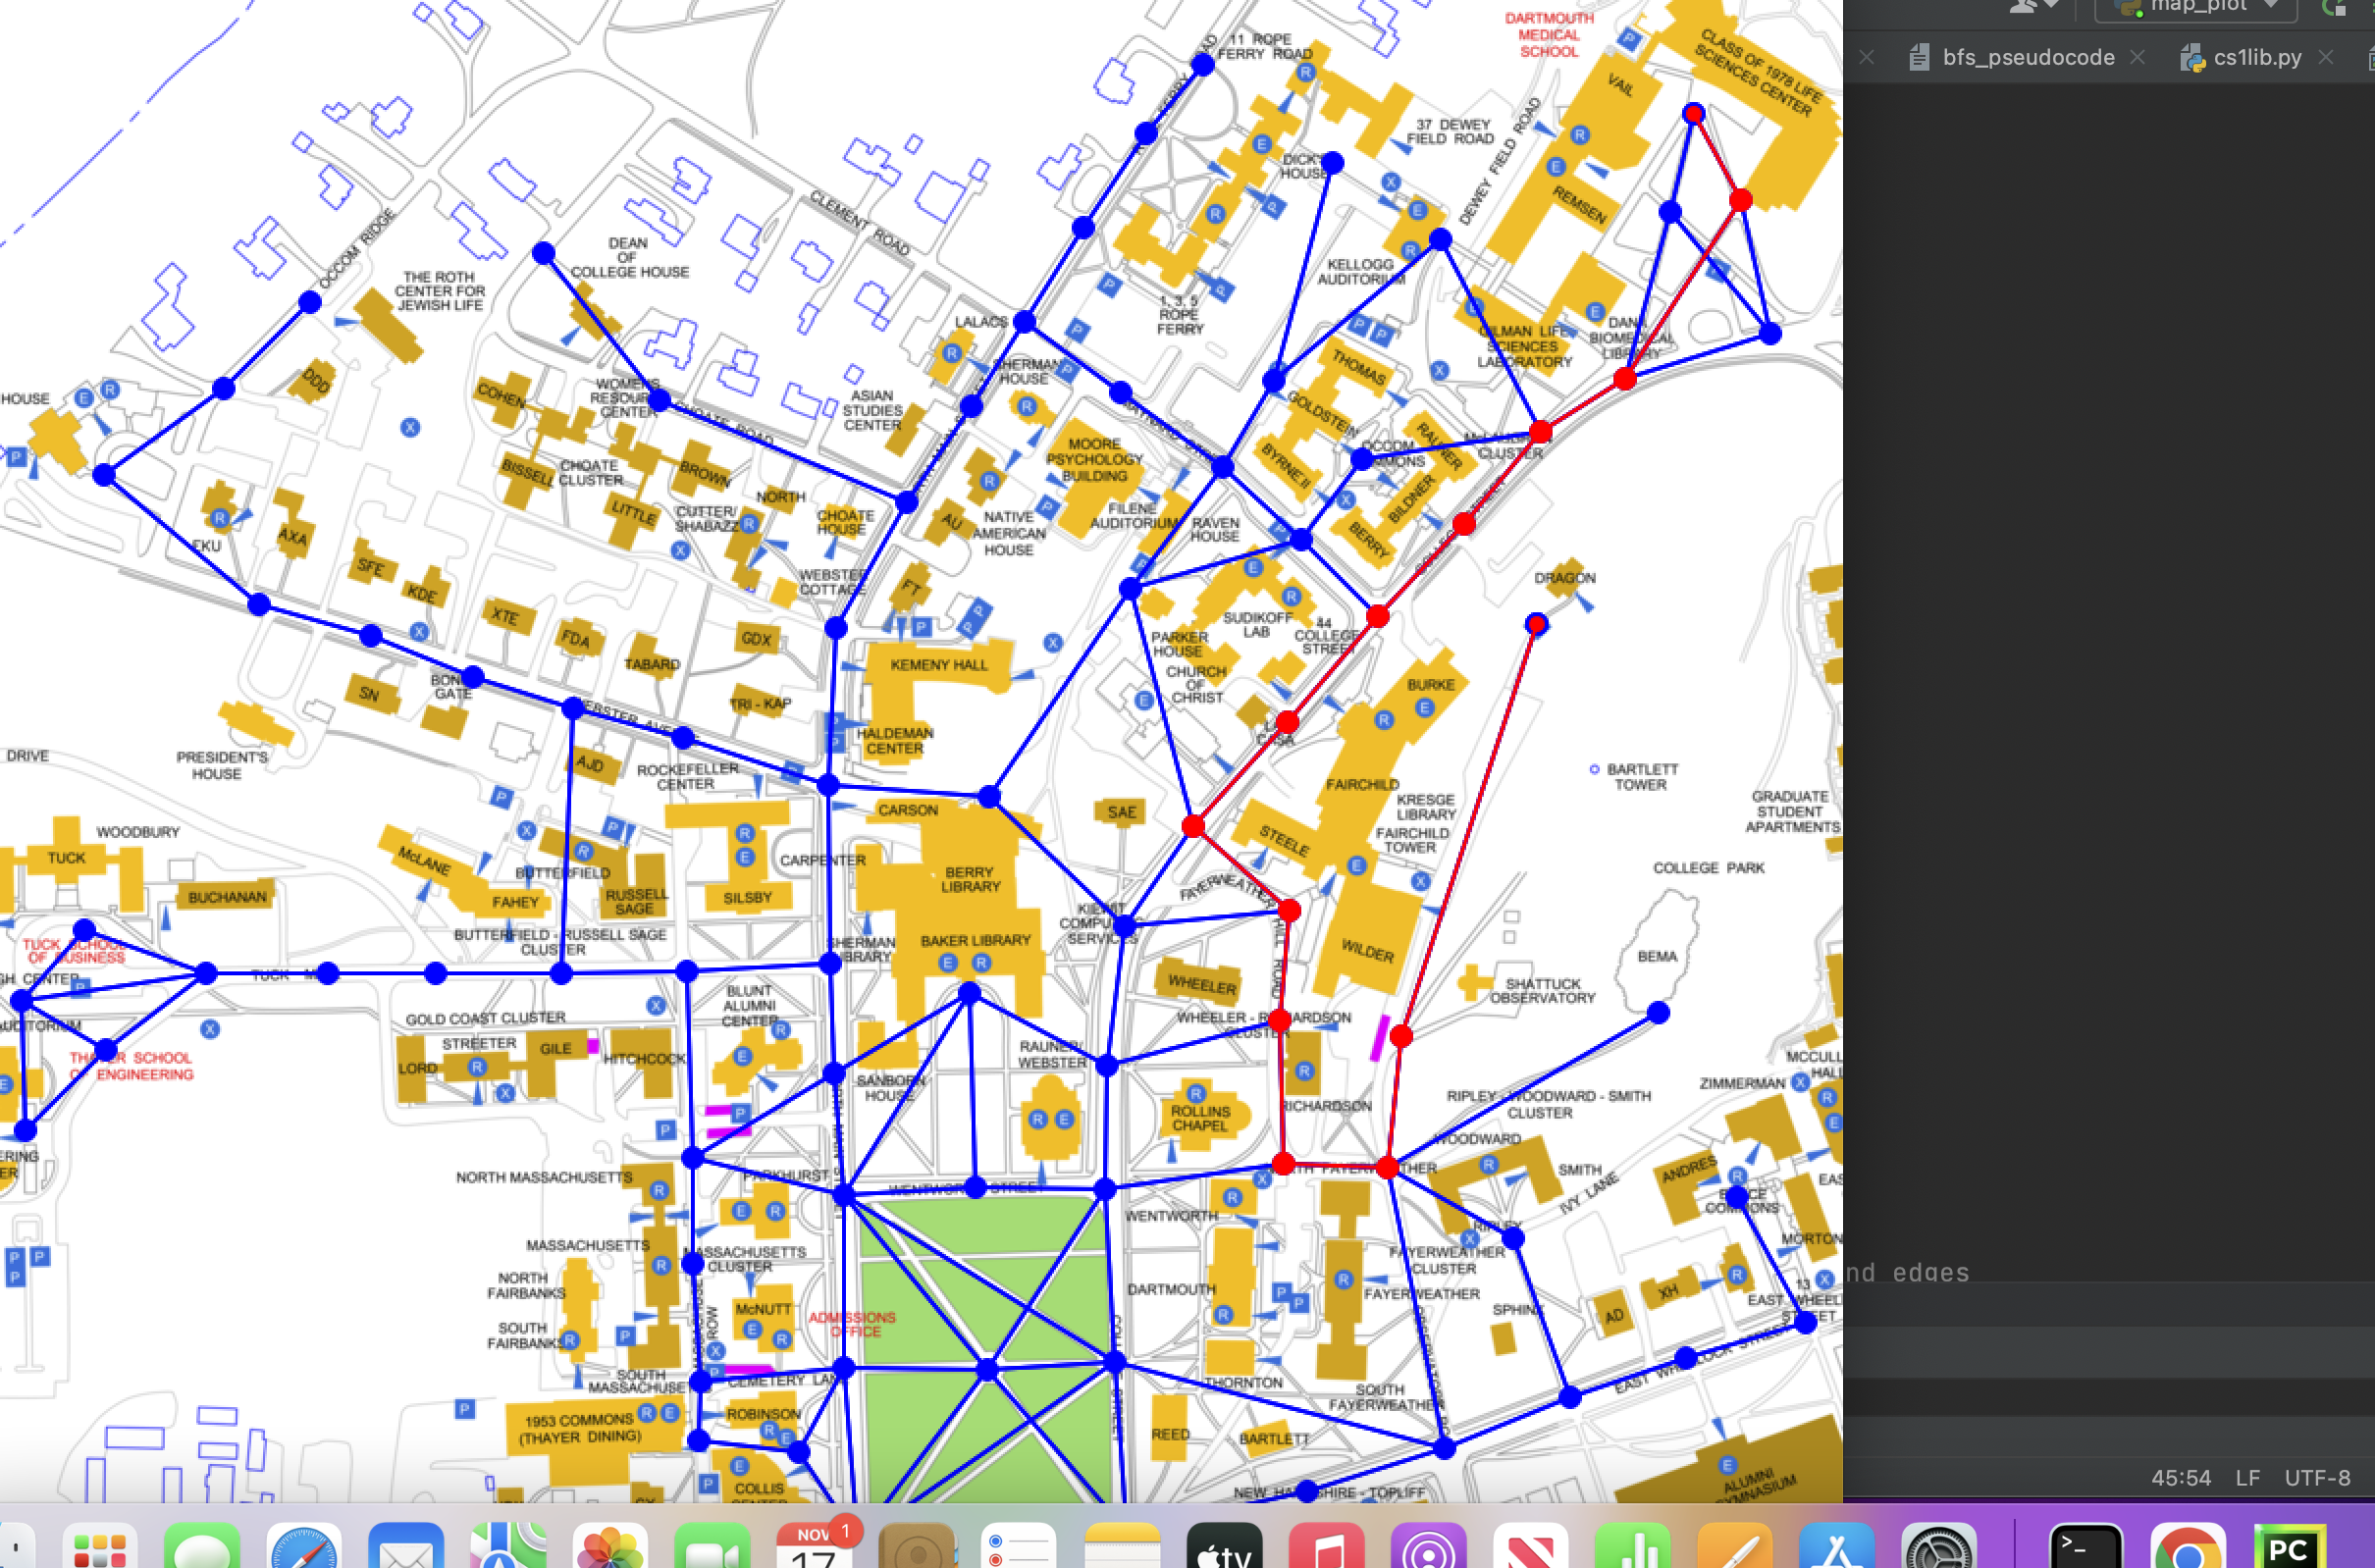 11 ROPE
FERRY ROAD
DARTMOUTH
MEDICAL
SCHOOL
CLASS OF 1978 LIFE
SCIENCES CENTER
map_plot
bfs_pseudocode
cs1lib.py
VAIL
37 DEWEY
FIELD ROAD
DEWEY FIELD ROAD
DICK'S
HOUSE
REMSEN
OCCOM RIDGE
CLEMENT ROAD
DEAN
OF
COLLEGE HOUSE
THE ROTH
CENTER FOR
JEWISH LIFE
KELLOGG
AUDITORIUM
1, 3, 5
ROPE
FERRY
LALACS
SHERMAN
HOUSE
GILMAN LIFE
SCIENCES
LABORATORY
DANA
BIOMEDICAL
LIBRARY
THOMAS
GOLDSTEIN
HOUSE
DDD
COHEN
WOMEN'S
RESOURCE
CENTER
CHOATE ROAD
ASIAN
STUDIES
CENTER
MOORE
PSYCHOLOGY
BUILDING
BYRNE II
OCCOM
COMMONS
RAUNER
McLAUGHLIN
CLUSTER
BISSELL
CHOATE
CLUSTER
BROWN
LITTLE
NORTH
CUTTER/
SHABAZZ
CHOATE
HOUSE
AU
NATIVE
AMERICAN
HOUSE
FILENE
AUDITORIUM
RAVEN
HOUSE
BILDNER
BERRY
EKU
AXA
SFE
KDE
XTE
FDA
TABARD
GDX
WEBSTER
COTTAGE
FT
SUDIKOFF
LAB
44
COLLEGE
STREET
DRAGON
PARKER
HOUSE
CHURCH
OF
CHRIST
KEMENY HALL
SN
TRI - KAP
WEBSTER AVE
HALDEMAN
CENTER
BURKE
LA
CASA
PRESIDENT'S
HOUSE
DRIVE
AJD
ROCKEFELLER
CENTER
CARSON
SAE
FAIRCHILD
KRESGE
LIBRARY
FAIRCHILD
TOWER
STEELE
BARTLETT
TOWER
GRADUATE
STUDENT
APARTMENTS
WOODBURY
TUCK
BUCHANAN
McLANE
FAHEY
BUTTERFIELD
RUSSELL
SAGE
SILSBY
CARPENTER
BERRY
LIBRARY
FAYERWEATHER HILL ROAD
COLLEGE PARK
BUTTERFIELD - RUSSELL SAGE
CLUSTER
SHERMAN
LIBRARY
BAKER LIBRARY
KIEWIT
COMPUTING
SERVICES
WILDER
BEMA
TUCK SCHOOL
OF BUSINESS
WHEELER
SHATTUCK
OBSERVATORY
GOLD COAST CLUSTER
BLUNT
ALUMNI
CENTER
WHEELER - RICHARDSON
CLUSTER
THAYER SCHOOL
OF ENGINEERING
STREETER
GILE
LORD
HITCHCOCK
SANBORN
HOUSE
RAUNER/
WEBSTER
ROLLINS
CHAPEL
RICHARDSON
RIPLEY - WOODWARD - SMITH
CLUSTER
ZIMMERMAN
WOODWARD
SMITH
IVY LANE
ANDRES
NORTH MASSACHUSETTS
PARKHURST
WENTWORTH STREET
NORTH FAYERWEATHER
WENTWORTH
RIPLEY
MORTON
MASSACHUSETTS
MASSACHUSETTS
CLUSTER
FAYERWEATHER
CLUSTER
NORTH
FAIRBANKS
McNUTT
ADMISSIONS
OFFICE
DARTMOUTH
FAYERWEATHER
SPHINX
AD
XH
13
EAST WHEELOCK
STREET
SOUTH
FAIRBANKS
EAST WHEELOCK STREET
SOUTH
MASSACHUSETTS
CEMETERY LANE
THORNTON
SOUTH
FAYERWEATHER
1953 COMMONS
(THAYER DINING)
ROBINSON
REED
BARTLETT
COLLIS
CENTER
NEW HAMPSHIRE - TOPLIFF
ALUMNI
GYMNASIUM
nd edges
45:54 LF UTF-8
NOV
17
1
tv
PC